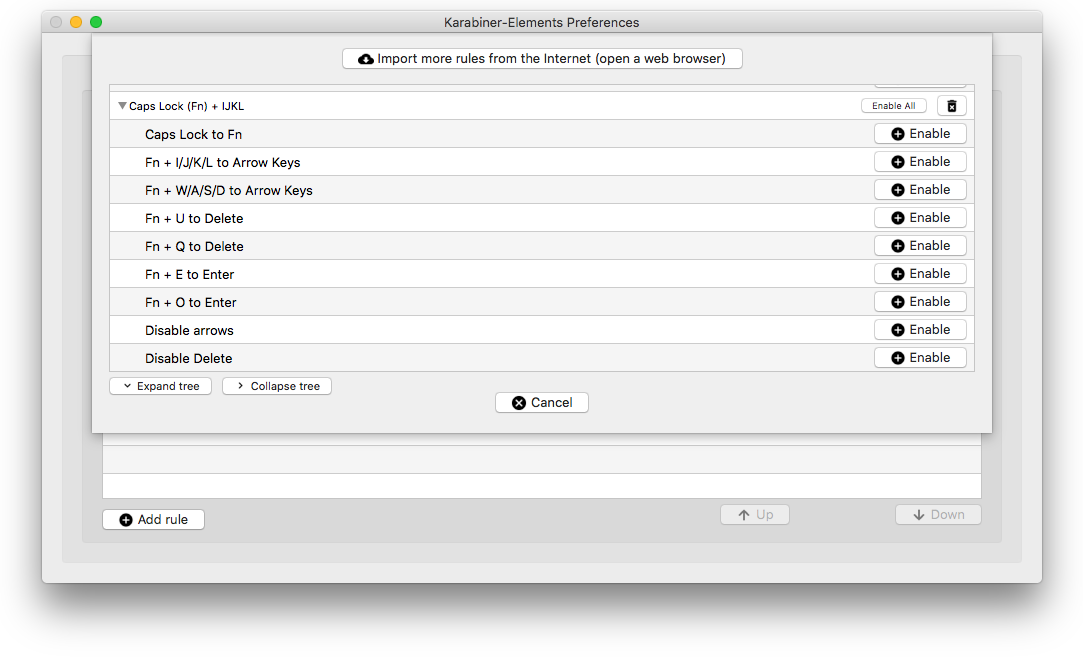 Karabiner-Elements Preferences
Import more rules from the Internet (open a web browser)
Caps Lock (Fn) + IJKL Enable All
Caps Lock to Fn Enable
Fn + I/J/K/L to Arrow Keys Enable
Fn + W/A/S/D to Arrow Keys Enable
Fn + U to Delete Enable
Fn + Q to Delete Enable
Fn + E to Enter Enable
Fn + O to Enter Enable
Disable arrows Enable
Disable Delete Enable
Expand tree Collapse tree
Cancel
Add rule Up Down